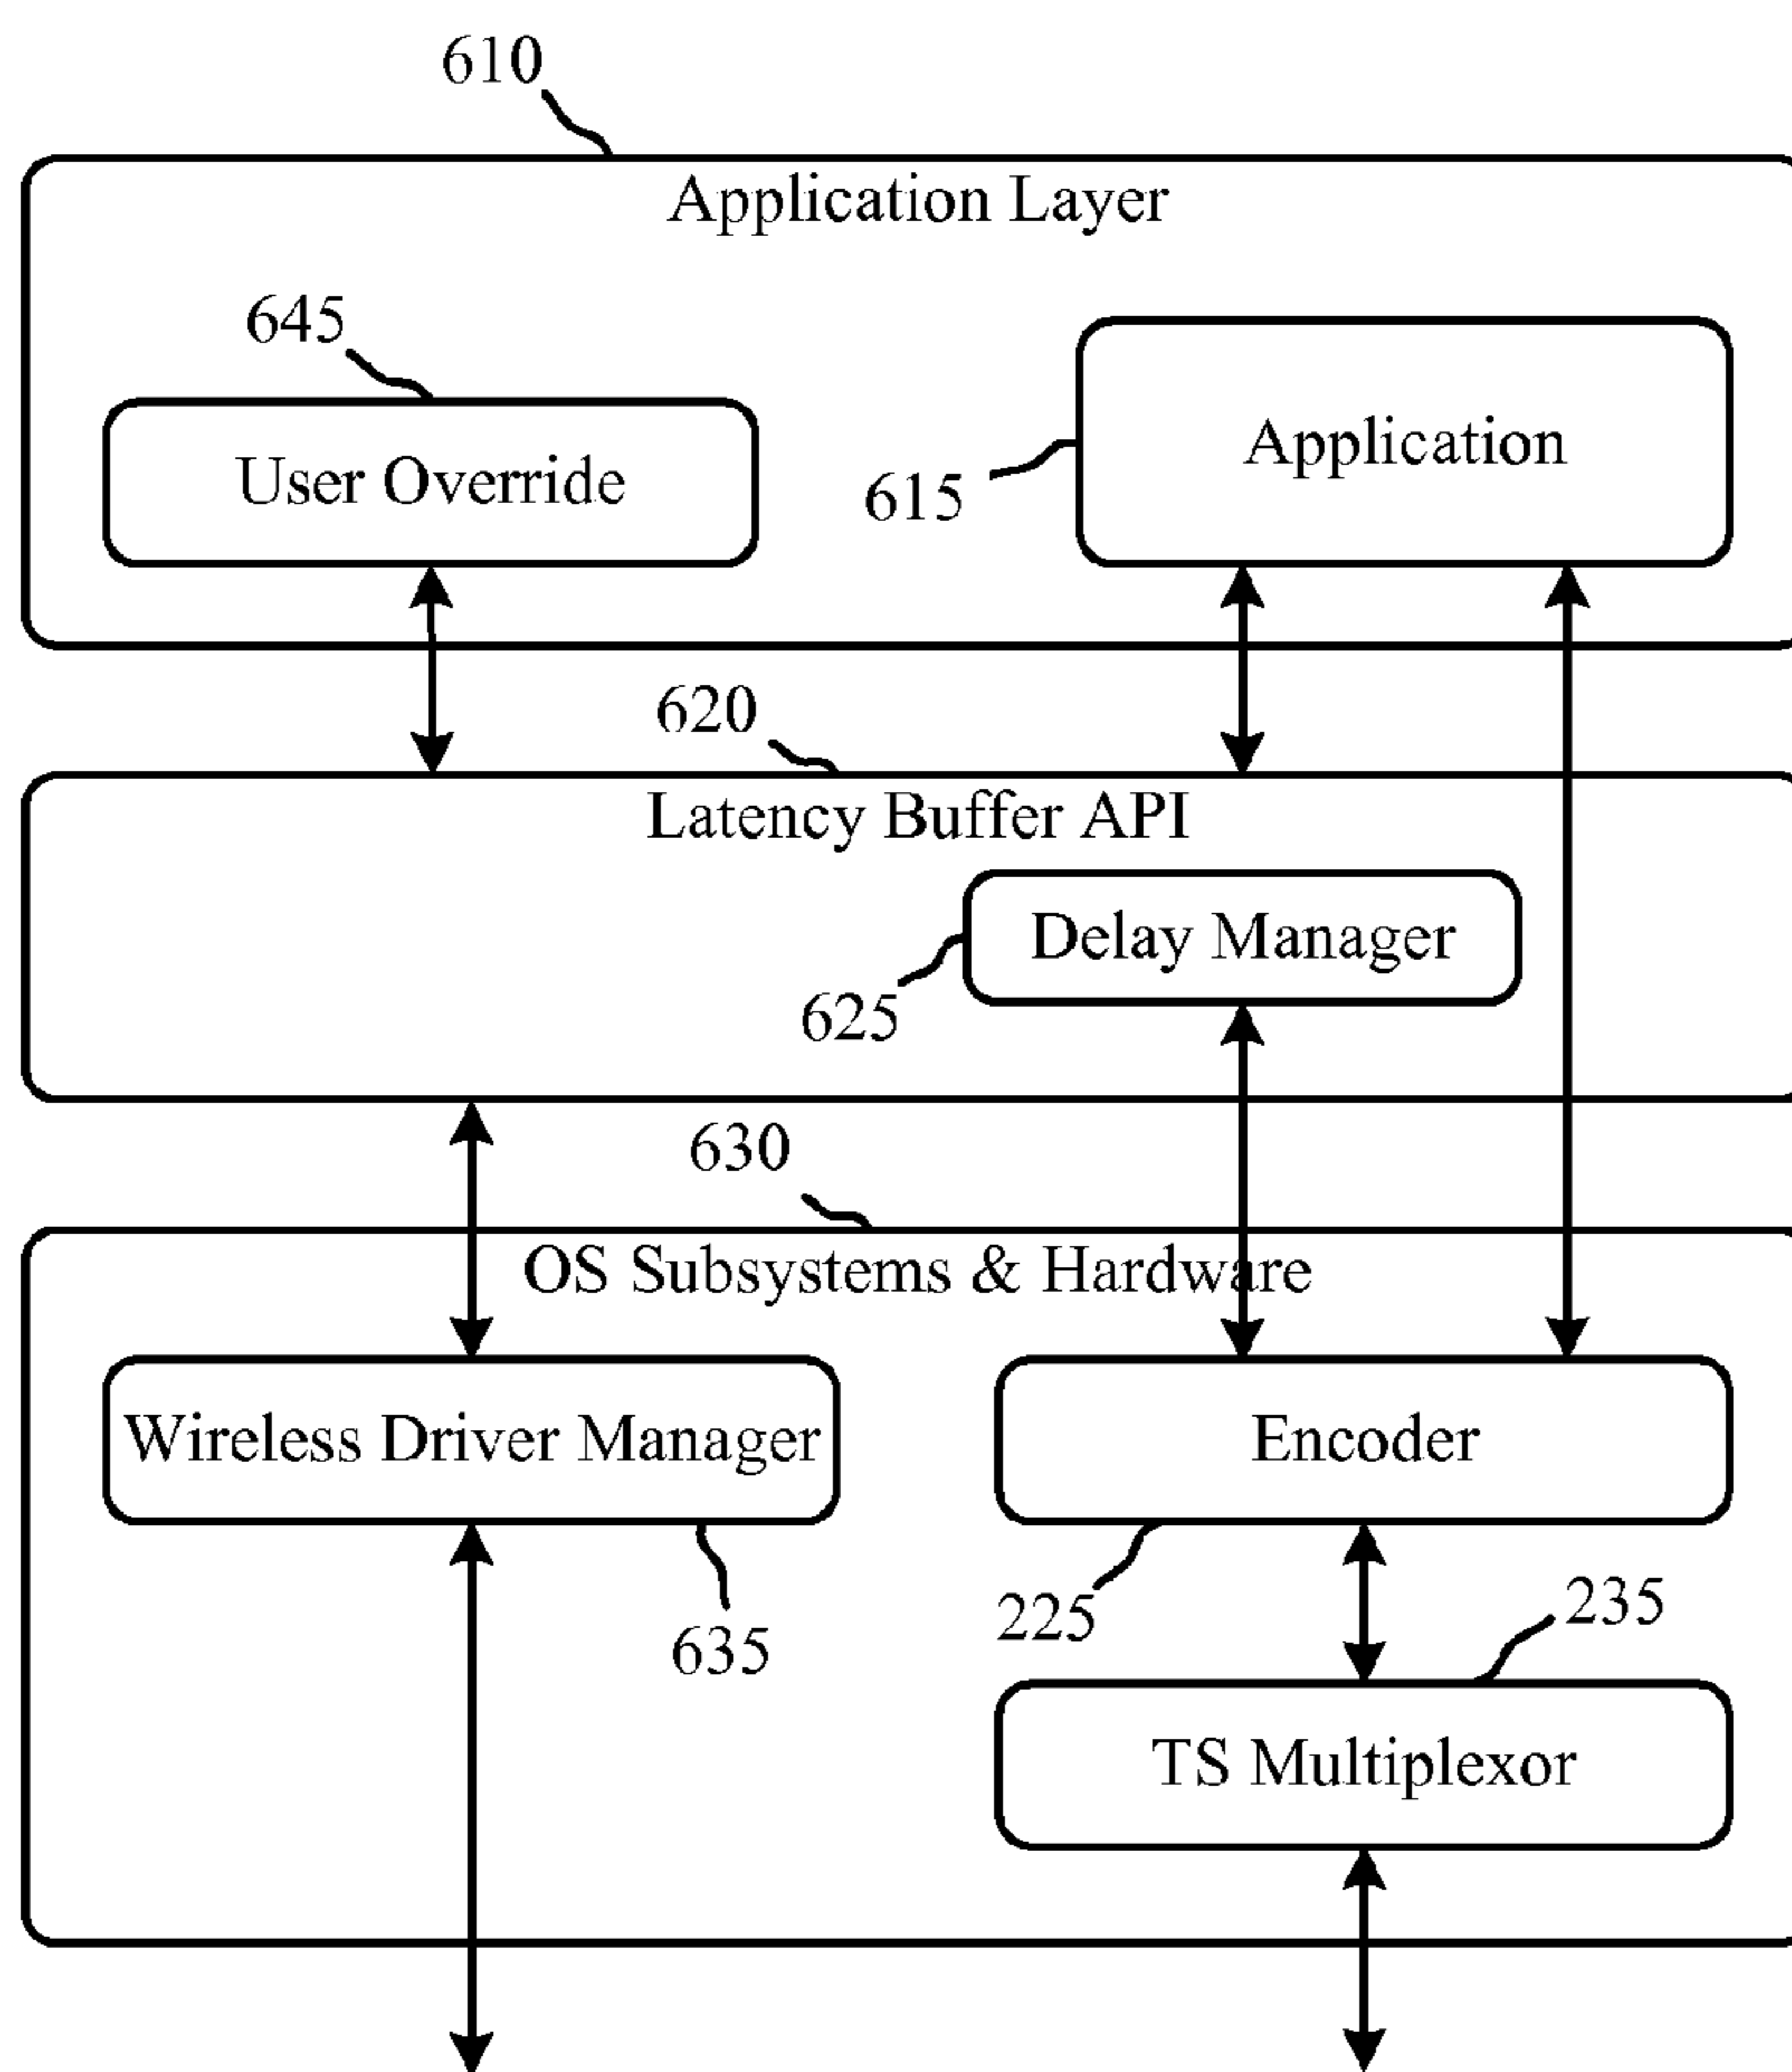 610
Application Layer
645
User Override
Application
615
620
Latency Buffer API
Delay Manager
625
630
OS Subsystems & Hardware
Wireless Driver Manager
Encoder
225
235
635
TS Multiplexor